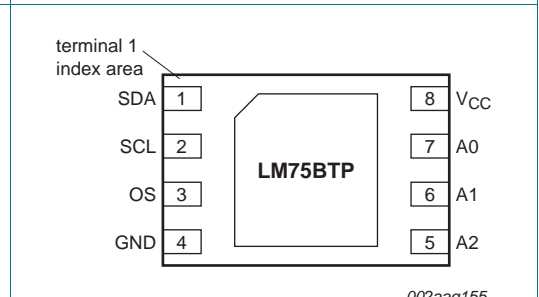 terminal 1
index area
SDA 1
SCL 2
OS 3
GND 4
LM75BTP
8 VCC
7 A0
6 A1
5 A2
002aag155